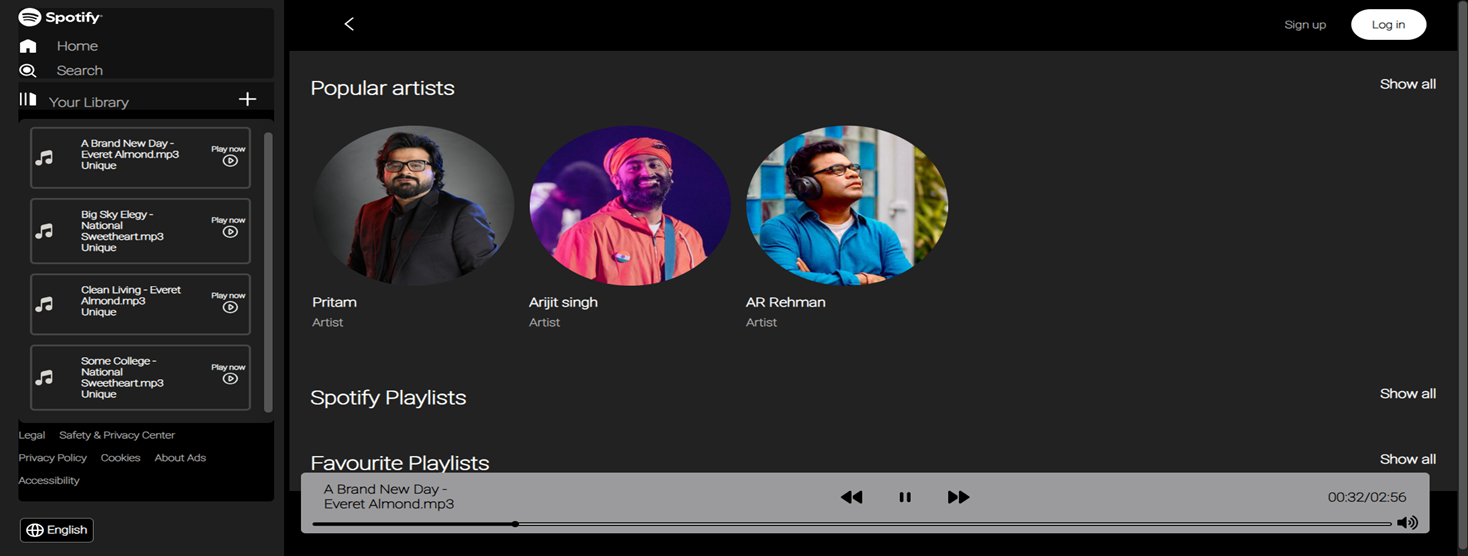 Spotify
Home
Search
Your Library
A Brand New Day -
Everet Almond.mp3
Unique
Play now
Big Sky Elegy -
National
Sweetheart.mp3
Unique
Play now
Clean Living - Everet
Almond.mp3
Unique
Play now
Some College -
National
Sweetheart.mp3
Unique
Play now
Legal Safety & Privacy Center
Privacy Policy Cookies About Ads
Accessibility
English
Sign up Log in
Popular artists Show all
Pritam
Artist
Arijit singh
Artist
AR Rehman
Artist
Spotify Playlists Show all
Favourite Playlists Show all
A Brand New Day -
Everet Almond.mp3
00:32/02:56